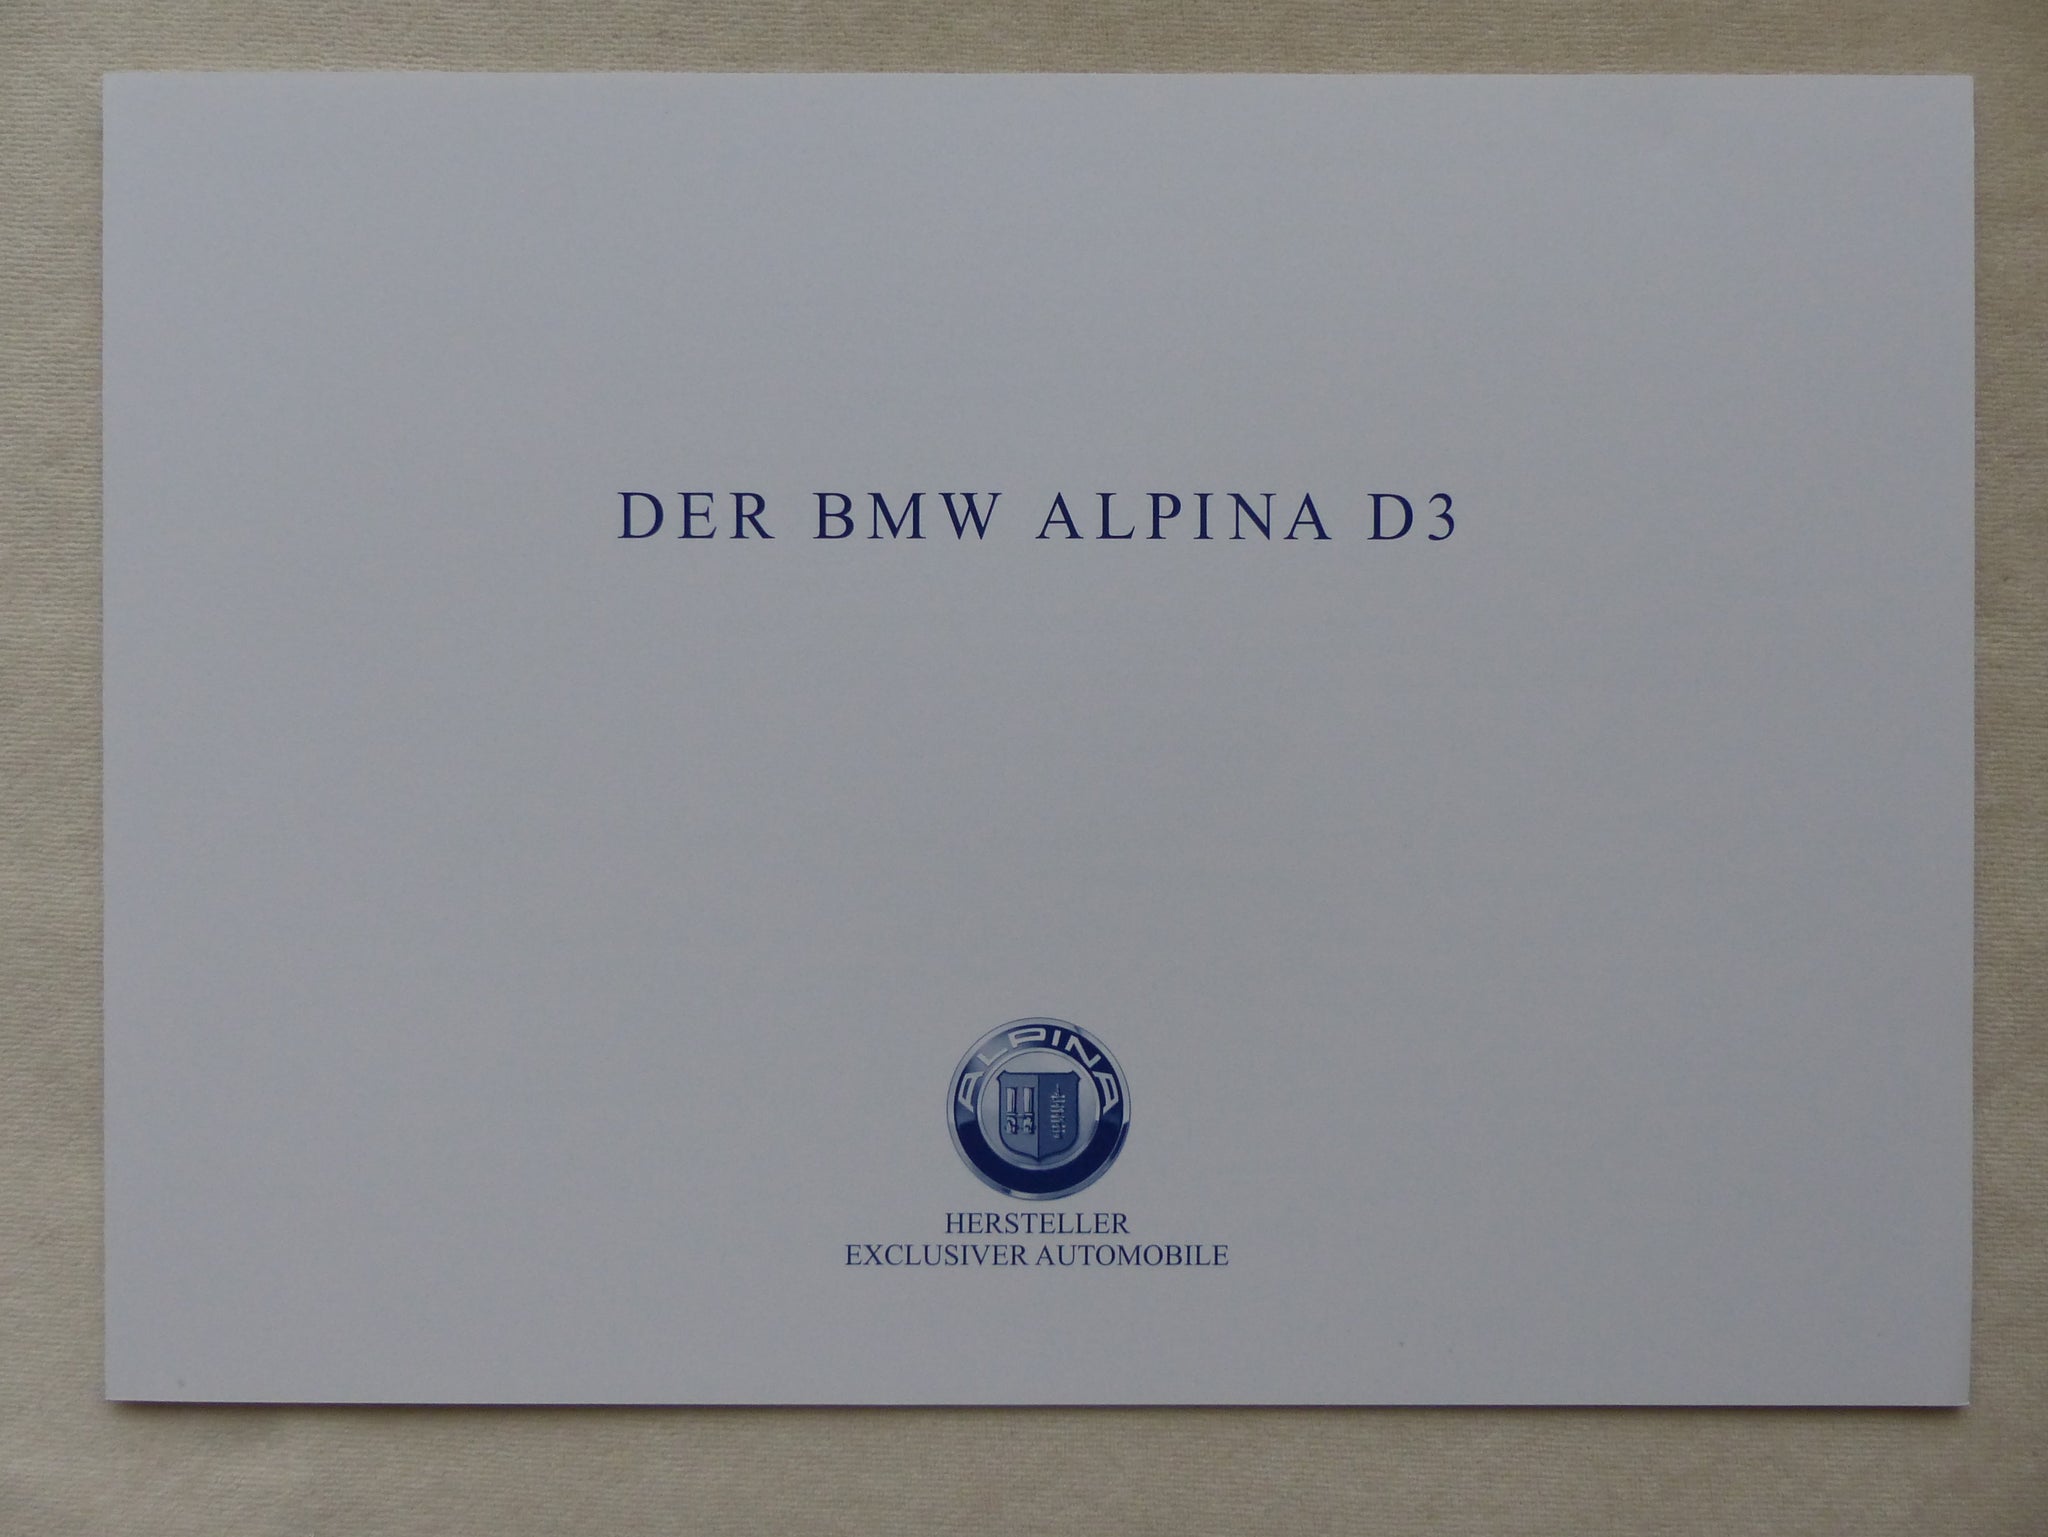 DER BMW ALPINA D3
ALPINA
HERSTELLER
EXCLUSIVER AUTOMOBILE